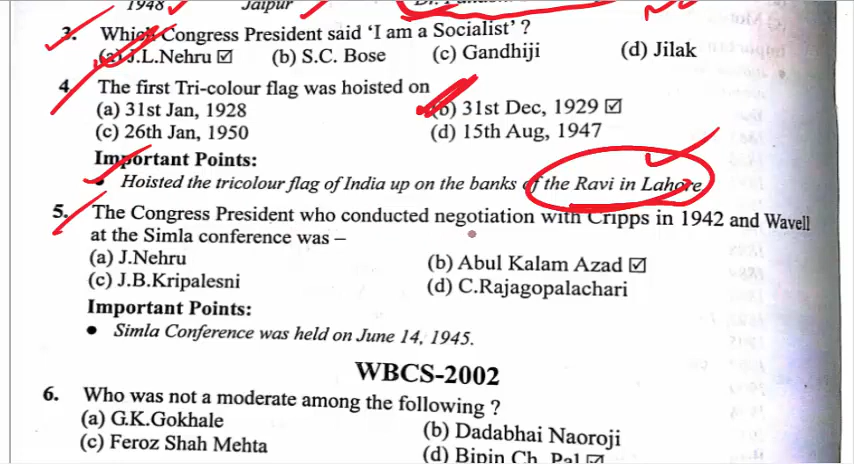 1948 Jaipur
3. Which Congress President said 'I am a Socialist' ?
(a) J.L.Nehru ☑ (b) S.C. Bose (c) Gandhiji (d) Jilak
4. The first Tri-colour flag was hoisted on
(a) 31st Jan, 1928 (b) 31st Dec, 1929 ☑
(c) 26th Jan, 1950 (d) 15th Aug, 1947
Important Points:
• Hoisted the tricolour flag of India up on the banks of the Ravi in Lahore
5. The Congress President who conducted negotiation with Cripps in 1942 and Wavell
at the Simla conference was –
(a) J.Nehru (b) Abul Kalam Azad ☑
(c) J.B.Kripalesni (d) C.Rajagopalachari
Important Points:
• Simla Conference was held on June 14, 1945.
WBCS-2002
6. Who was not a moderate among the following ?
(a) G.K.Gokhale (b) Dadabhai Naoroji
(c) Feroz Shah Mehta (d) Bipin Ch. Pal ☑